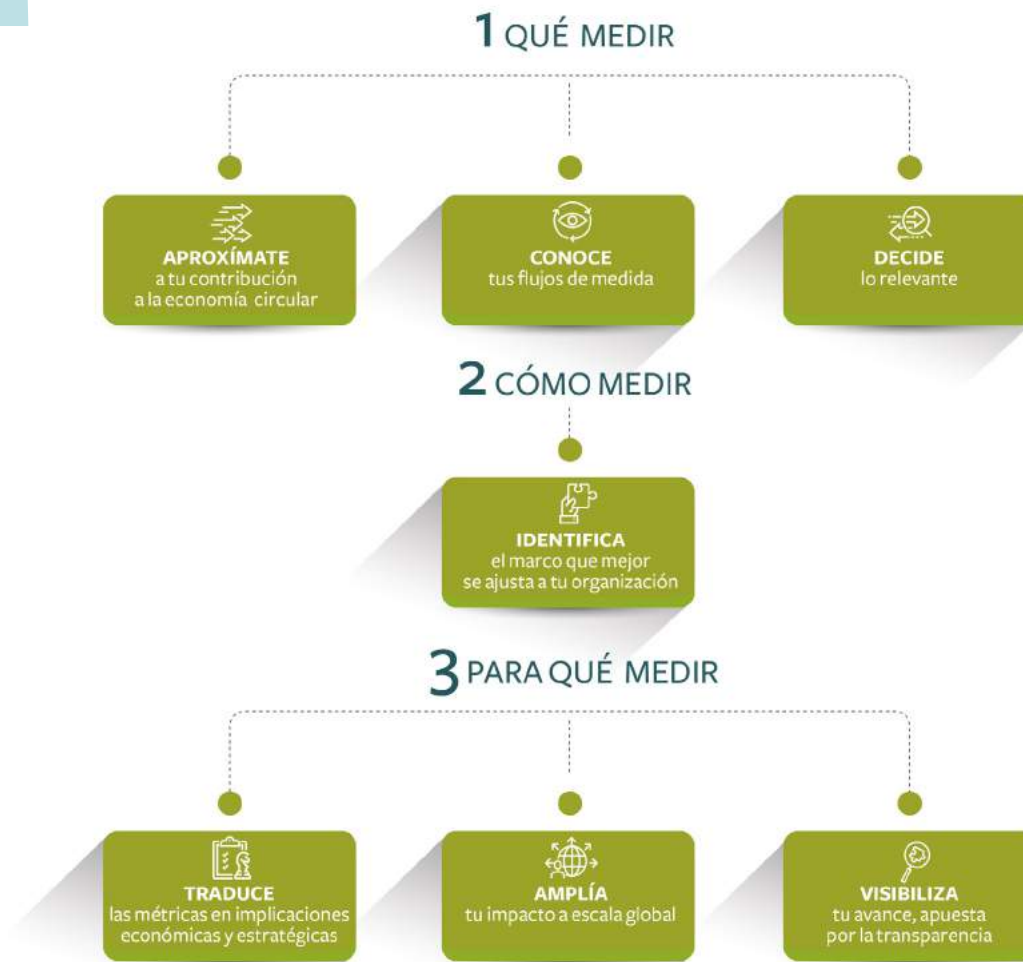 1 QUÉ MEDIR
APROXÍMATE
a tu contribución
a la economía circular
CONOCE
tus flujos de medida
DECIDE
lo relevante
2 CÓMO MEDIR
IDENTIFICA
el marco que mejor
se ajusta a tu organización
3 PARA QUÉ MEDIR
TRADUCE
las métricas en implicaciones
económicas y estratégicas
AMPLÍA
tu impacto a escala global
VISIBILIZA
tu avance, apuesta
por la transparencia